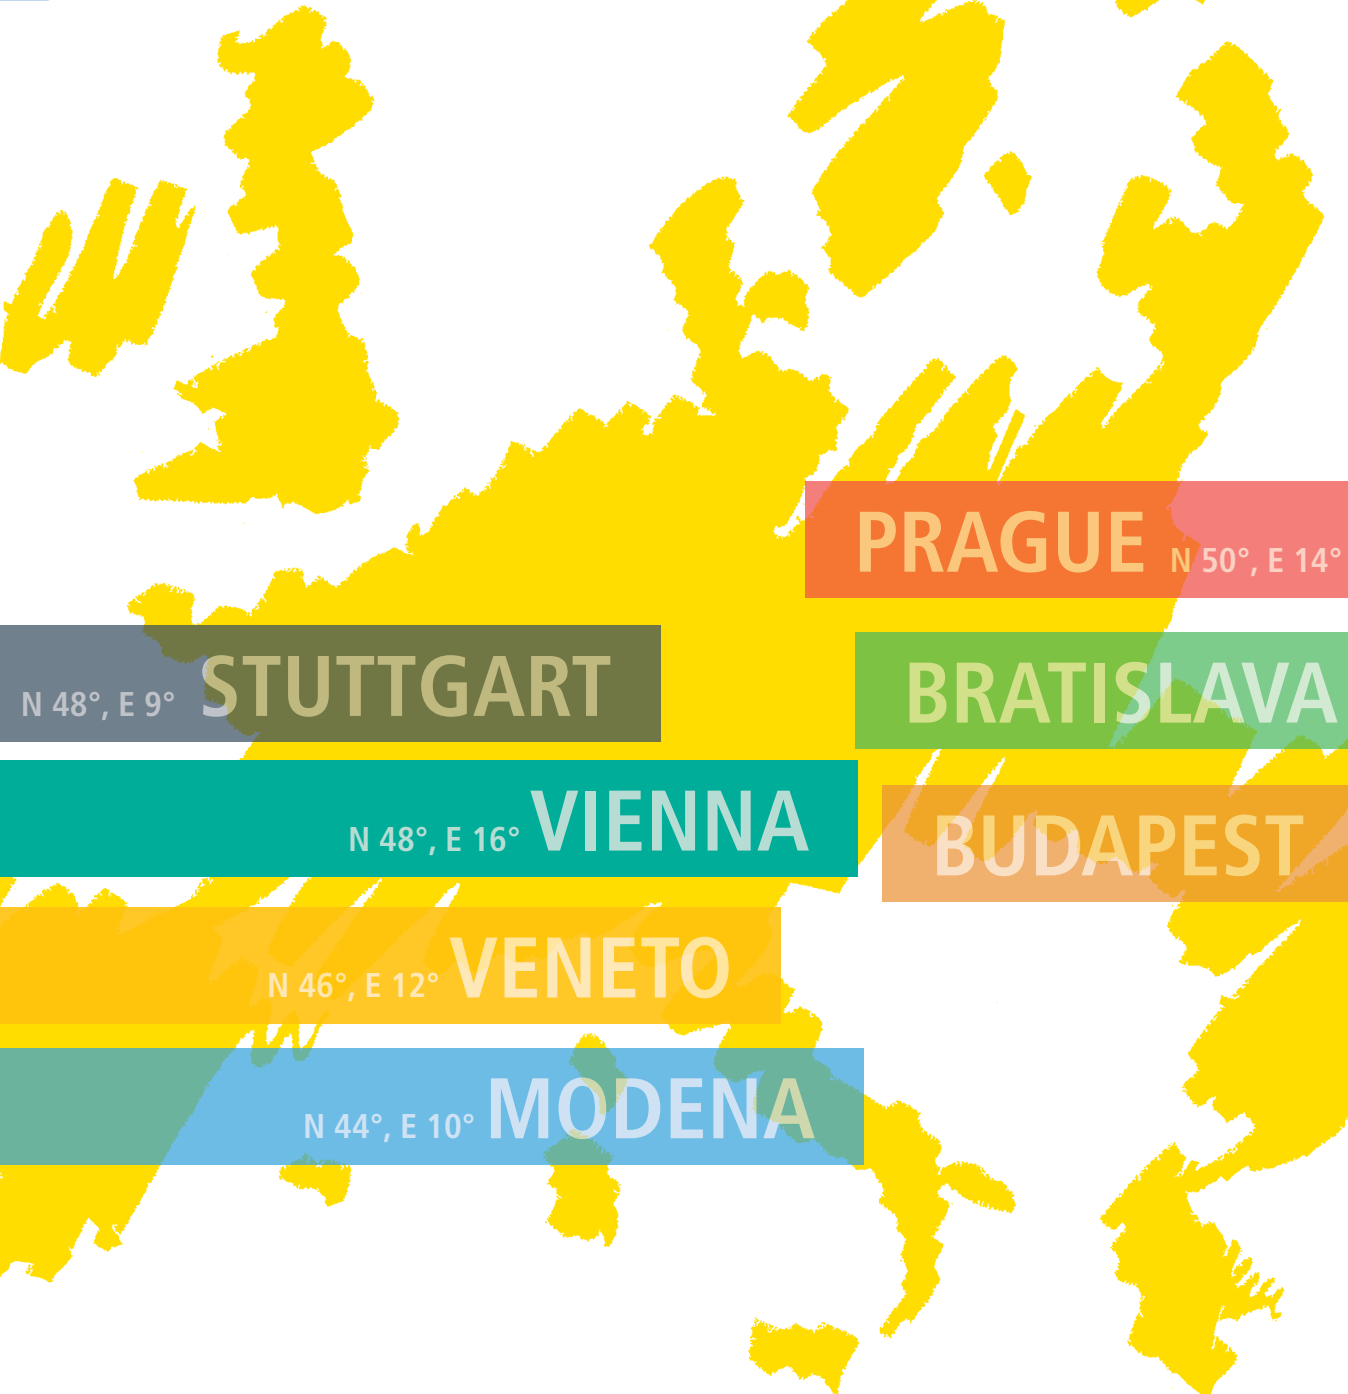 PRAGUE N 50°, E 14°
N 48°, E 9° STUTTGART
BRATISLAVA
N 48°, E 16° VIENNA
BUDAPEST
N 46°, E 12° VENETO
N 44°, E 10° MODENA